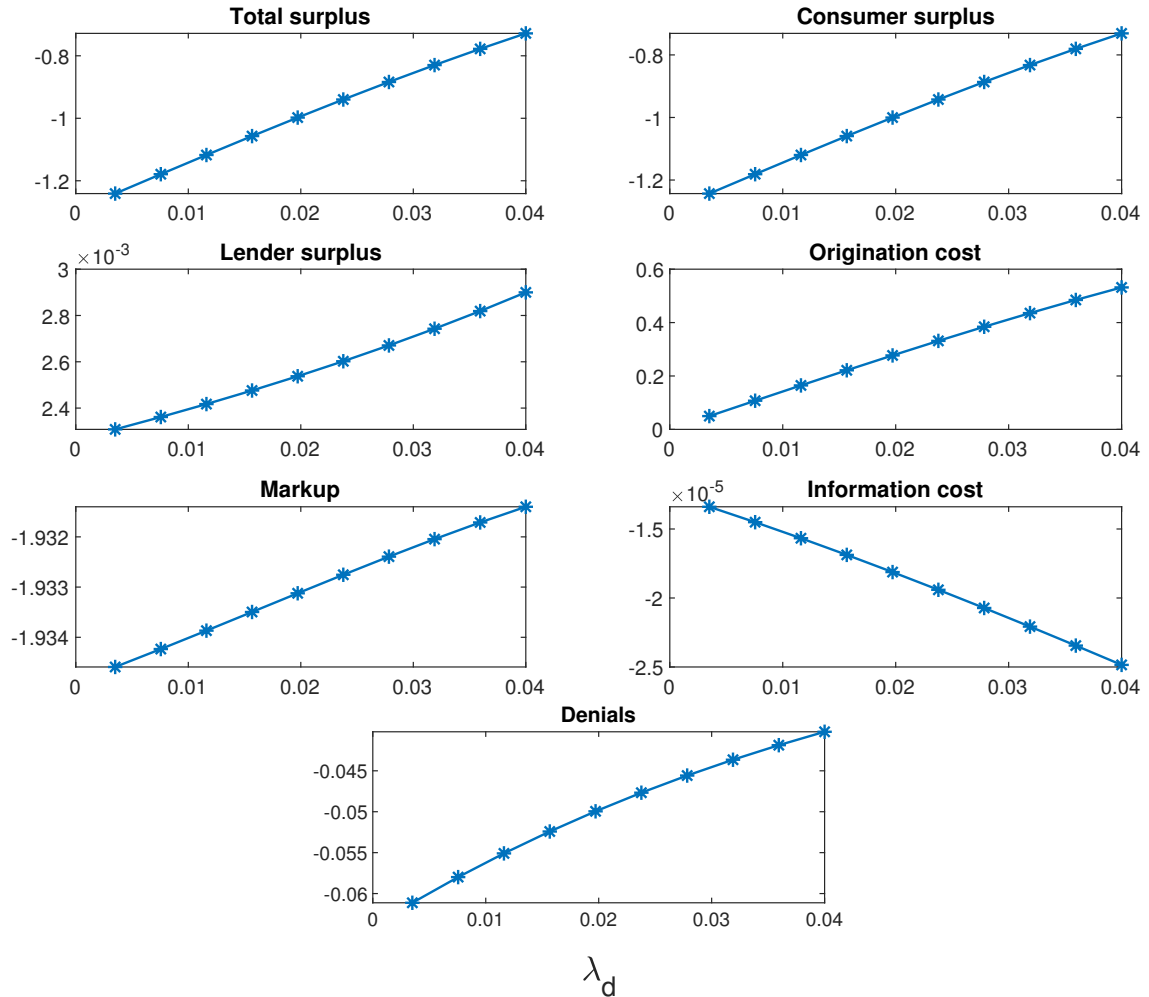 Total surplus
-0.8
-1
-1.2
0 0.01 0.02 0.03 0.04
Consumer surplus
-0.8
-1
-1.2
0 0.01 0.02 0.03 0.04
Lender surplus
×10^-3
3
2.8
2.6
2.4
0 0.01 0.02 0.03 0.04
Origination cost
0.6
0.4
0.2
0
0 0.01 0.02 0.03 0.04
Markup
-1.932
-1.933
-1.934
0 0.01 0.02 0.03 0.04
Information cost
×10^-5
-1.5
-2
-2.5
0 0.01 0.02 0.03 0.04
Denials
-0.045
-0.05
-0.055
-0.06
0 0.01 0.02 0.03 0.04
λ_d